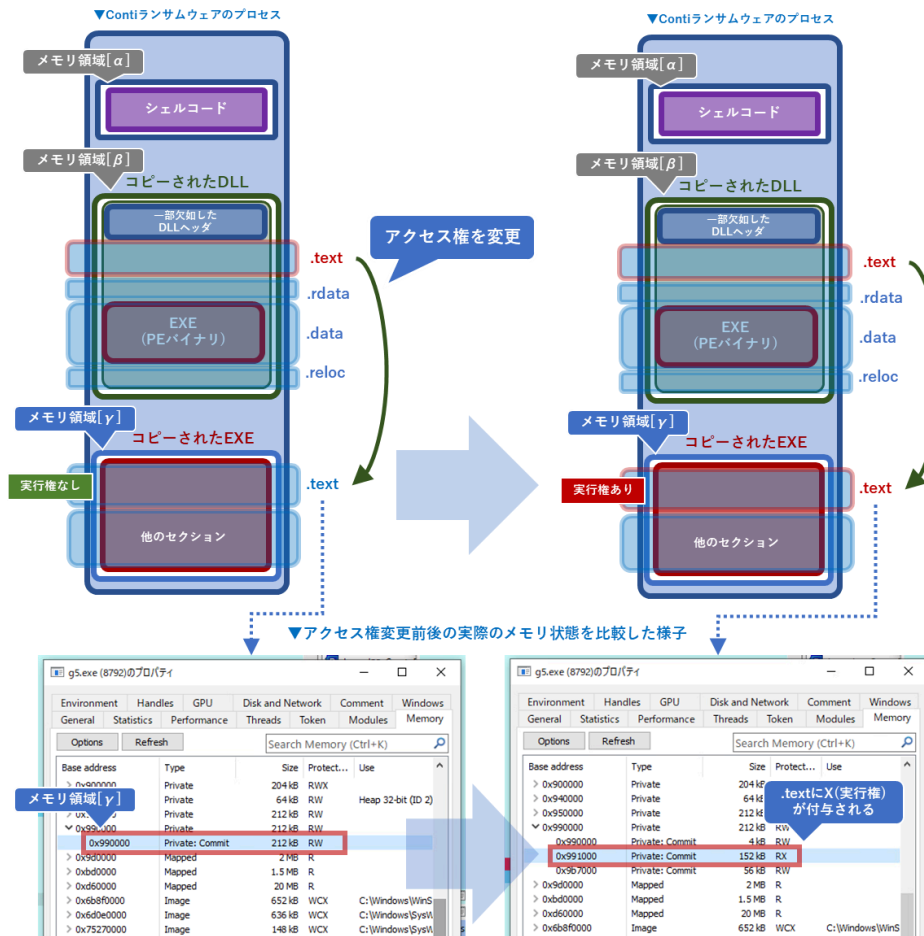 ▼Contiランサムウェアのプロセス
メモリ領域[α]
シェルコード
メモリ領域[β]
コピーされたDLL
一部欠如した
DLLヘッダ
アクセス権を変更
.text
.rdata
EXE
(PEバイナリ)
.data
.reloc
メモリ領域[γ]
コピーされたEXE
実行権なし
.text
他のセクション
▼Contiランサムウェアのプロセス
メモリ領域[α]
シェルコード
メモリ領域[β]
コピーされたDLL
一部欠如した
DLLヘッダ
.text
.rdata
EXE
(PEバイナリ)
.data
.reloc
メモリ領域[γ]
コピーされたEXE
実行権あり
.text
他のセクション
▼アクセス権変更前後の実際のメモリ状態を比較した様子
g5.exe (8792)のプロパティ
Environment Handles GPU Disk and Network Comment Windows
General Statistics Performance Threads Token Modules Memory
Options Refresh Search Memory (Ctrl+K)
Base address Type Size Protect... Use
0x900000 Private 204 kB RWX
メモリ領域[γ]
Private 64 kB RW Heap 32-bit (ID 2)
Private 212 kB RW
0x990000 Private 212 kB RW
0x990000 Private: Commit 212 kB RW
0x9d0000 Mapped 2 MB R
0xbd0000 Mapped 1.5 MB R
0xd60000 Mapped 20 MB R
0x6b8f0000 Image 652 kB WCX C:\Windows\WinS
0x6d0e0000 Image 636 kB WCX C:\Windows\SysW
0x75270000 Image 148 kB WCX C:\Windows\SysW
g5.exe (8792)のプロパティ
Environment Handles GPU Disk and Network Comment Windows
General Statistics Performance Threads Token Modules Memory
Options Refresh Search Memory (Ctrl+K)
Base address Type Size Protect... Use
0x900000 Private 204 kB
.textにX(実行権)
が付与される
0x940000 Private 64 kB
0x950000 Private 212 kB
0x990000 Private 212 kB RW
0x990000 Private: Commit 4 kB RW
0x991000 Private: Commit 152 kB RX
0x9b7000 Private: Commit 56 kB RW
0x9d0000 Mapped 2 MB R
0xbd0000 Mapped 1.5 MB R
0xd60000 Mapped 20 MB R
0x6b8f0000 Image 652 kB WCX C:\Windows\WinS